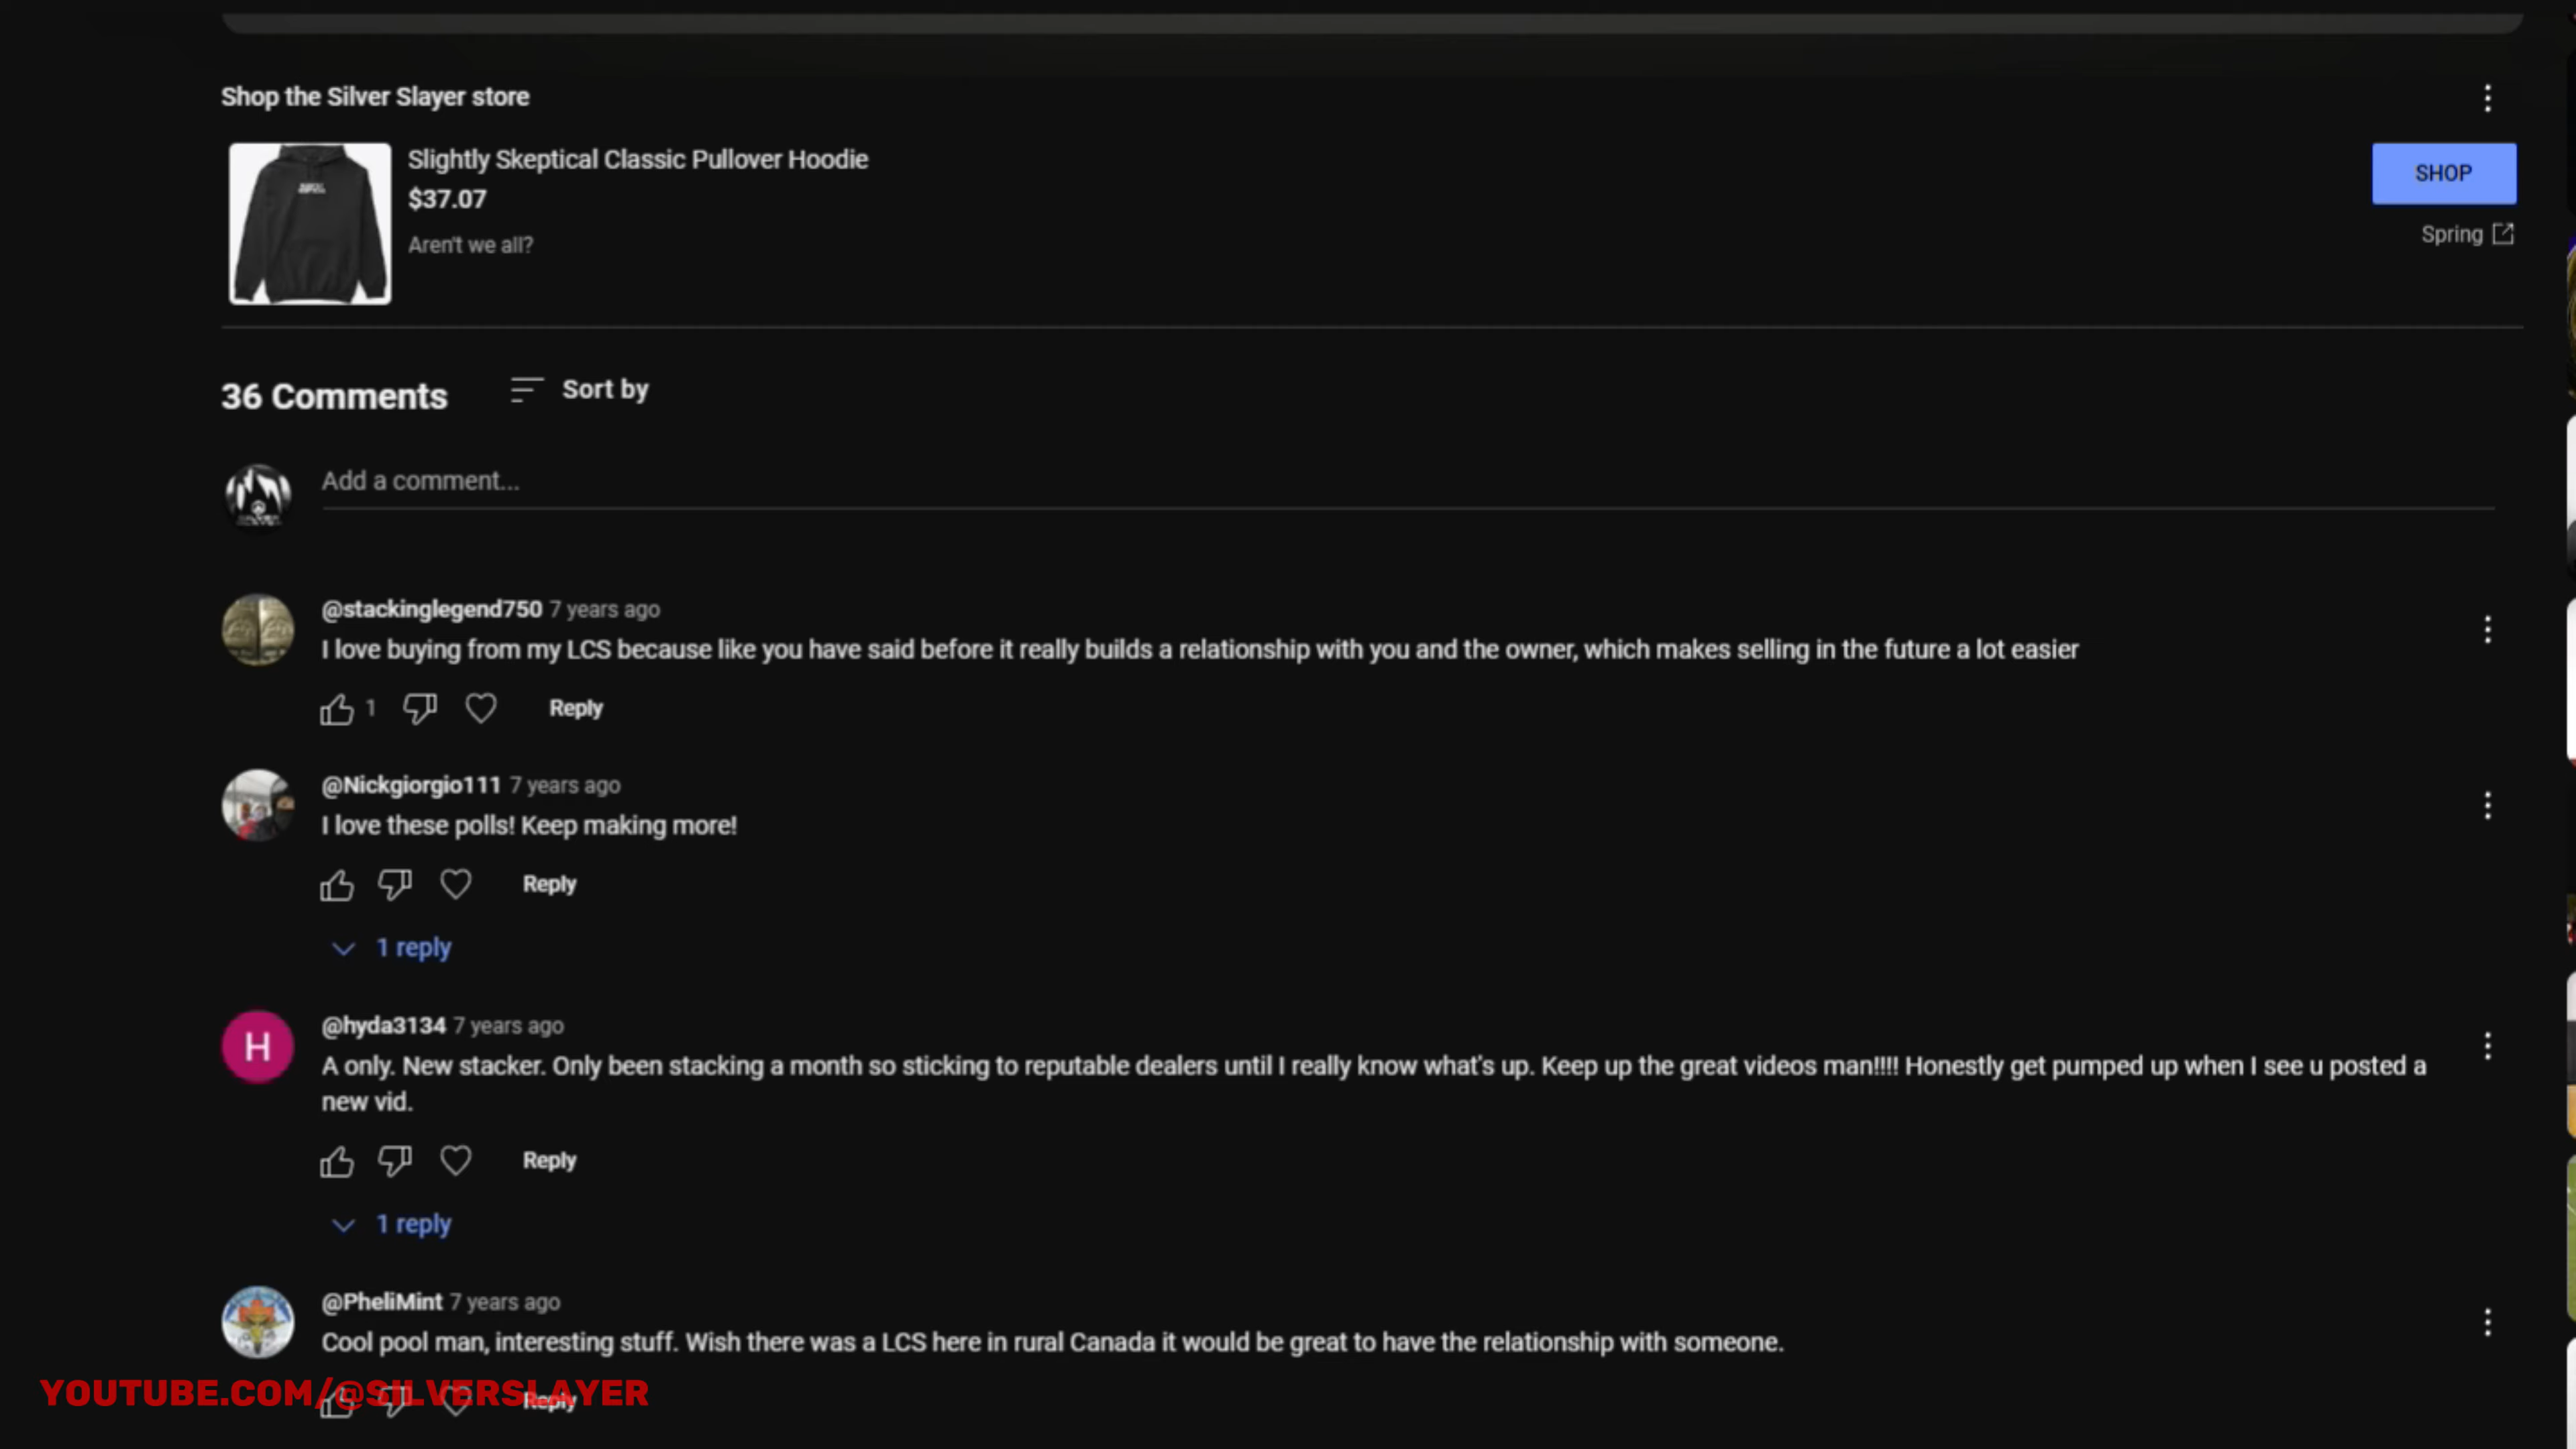 Shop the Silver Slayer store
Slightly Skeptical Classic Pullover Hoodie
$37.07
Aren't we all?
SHOP
Spring
36 Comments
Sort by
Add a comment...
@stackinglegend750 7 years ago
I love buying from my LCS because like you have said before it really builds a relationship with you and the owner, which makes selling in the future a lot easier
1
Reply
@Nickgiorgio111 7 years ago
I love these polls! Keep making more!
Reply
1 reply
H
@hyda3134 7 years ago
A only. New stacker. Only been stacking a month so sticking to reputable dealers until I really know what's up. Keep up the great videos man!!!! Honestly get pumped up when I see u posted a
new vid.
Reply
1 reply
@PheliMint 7 years ago
Cool pool man, interesting stuff. Wish there was a LCS here in rural Canada it would be great to have the relationship with someone.
Reply
YOUTUBE.COM/@SILVERSLAYER